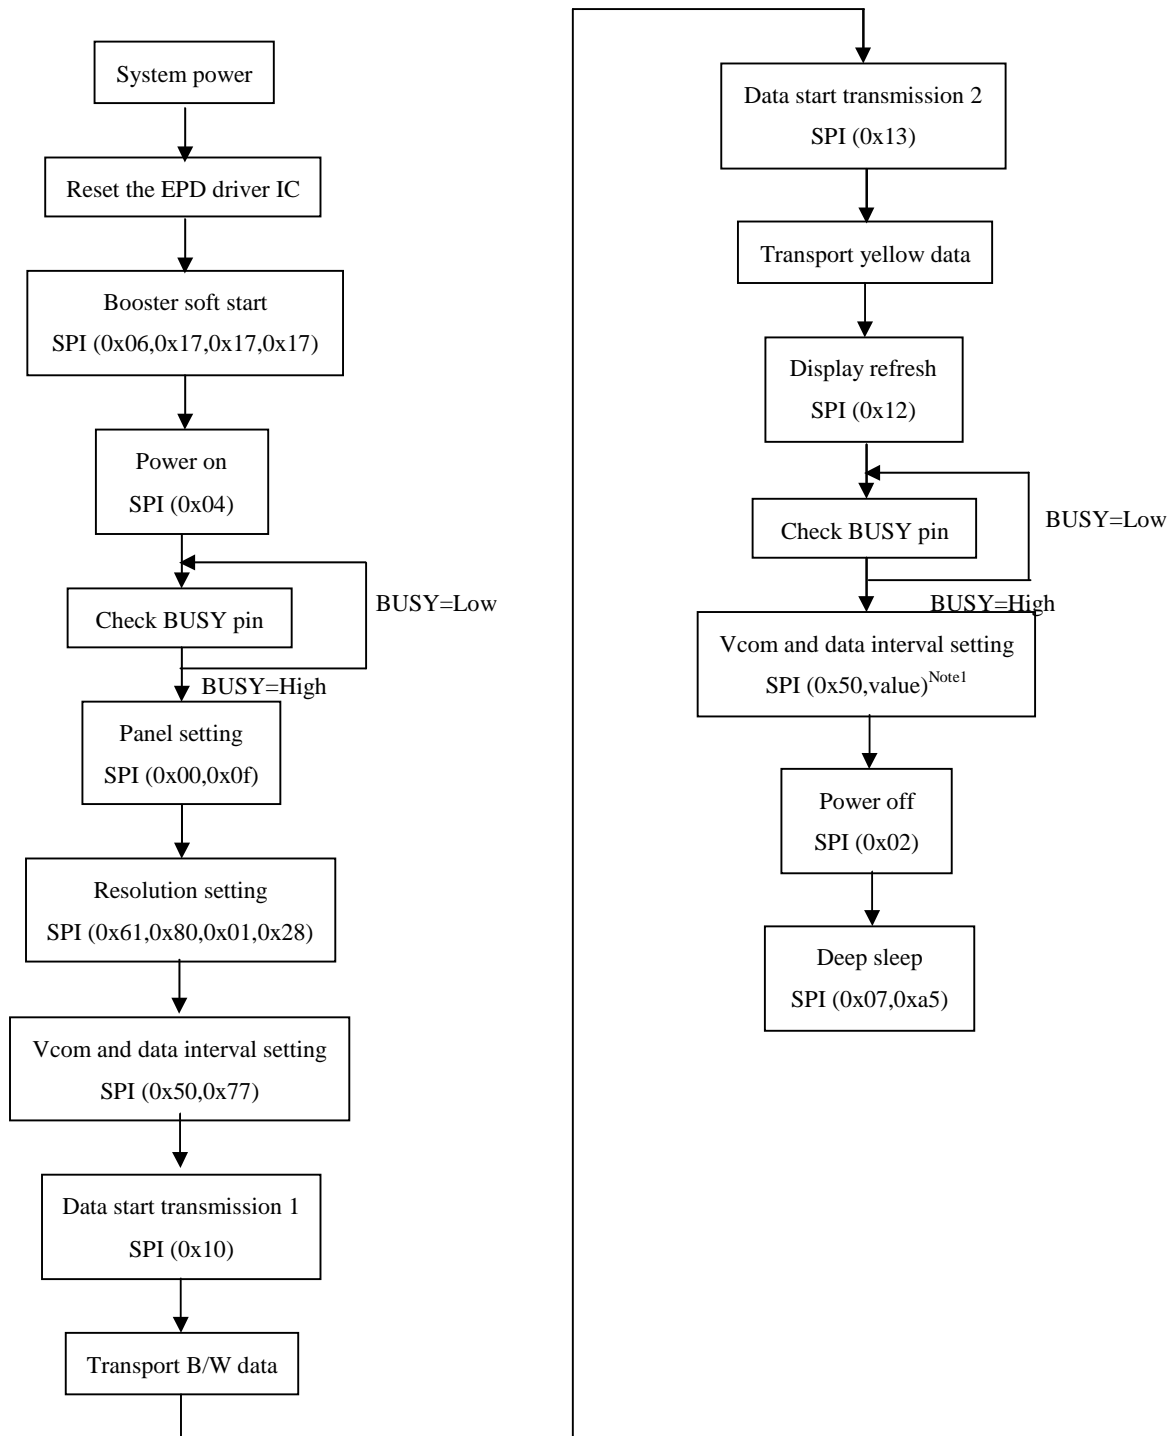 System power
Reset the EPD driver IC
Booster soft start
SPI (0x06,0x17,0x17,0x17)
Power on
SPI (0x04)
BUSY=Low
Check BUSY pin
BUSY=High
Panel setting
SPI (0x00,0x0f)
Resolution setting
SPI (0x61,0x80,0x01,0x28)
Vcom and data interval setting
SPI (0x50,0x77)
Data start transmission 1
SPI (0x10)
Transport B/W data
Data start transmission 2
SPI (0x13)
Transport yellow data
Display refresh
SPI (0x12)
BUSY=Low
Check BUSY pin
BUSY=High
Vcom and data interval setting
SPI (0x50,value)Note1
Power off
SPI (0x02)
Deep sleep
SPI (0x07,0xa5)